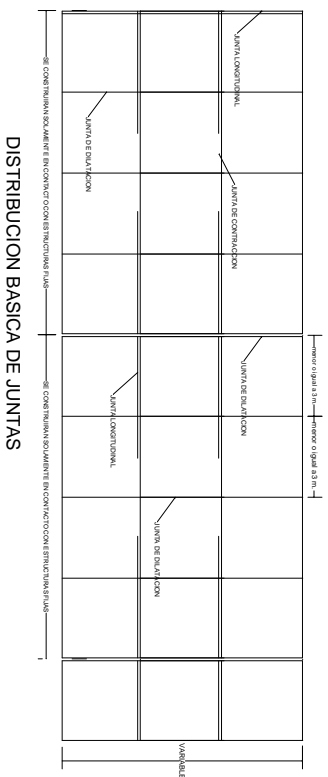 menor o igual a 3 m.
menor o igual a 3 m.
JUNTA LONGITUDINAL
JUNTA DE CONTRACCION
JUNTA DE DILATACION
JUNTA DE DILATACION
JUNTA LONGITUDINAL
JUNTA DE DILATACION
VARIABLE
SE CONSTRUIRAN SOLAMENTE EN CONTACTO CON ESTRUCTURAS FIJAS
SE CONSTRUIRAN SOLAMENTE EN CONTACTO CON ESTRUCTURAS FIJAS
DISTRIBUCION BASICA DE JUNTAS